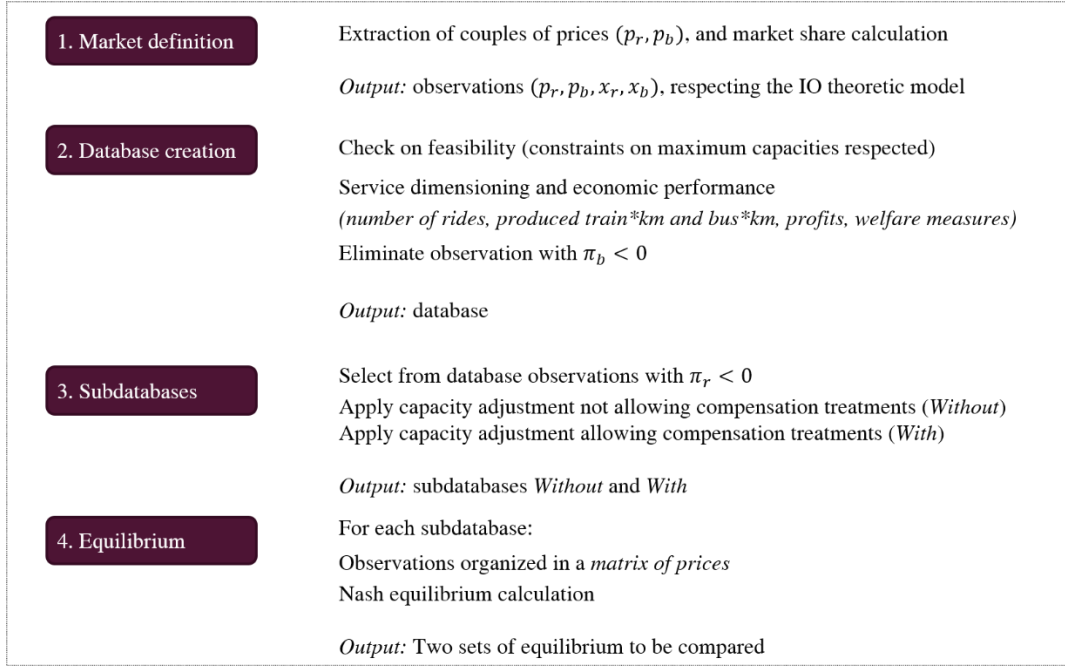 1. Market definition
Extraction of couples of prices (p_r, p_b), and market share calculation
Output: observations (p_r, p_b, x_r, x_b), respecting the IO theoretic model
2. Database creation
Check on feasibility (constraints on maximum capacities respected)
Service dimensioning and economic performance
(number of rides, produced train*km and bus*km, profits, welfare measures)
Eliminate observation with π_b < 0
Output: database
3. Subdatabases
Select from database observations with π_r < 0
Apply capacity adjustment not allowing compensation treatments (Without)
Apply capacity adjustment allowing compensation treatments (With)
Output: subdatabases Without and With
4. Equilibrium
For each subdatabase:
Observations organized in a matrix of prices
Nash equilibrium calculation
Output: Two sets of equilibrium to be compared